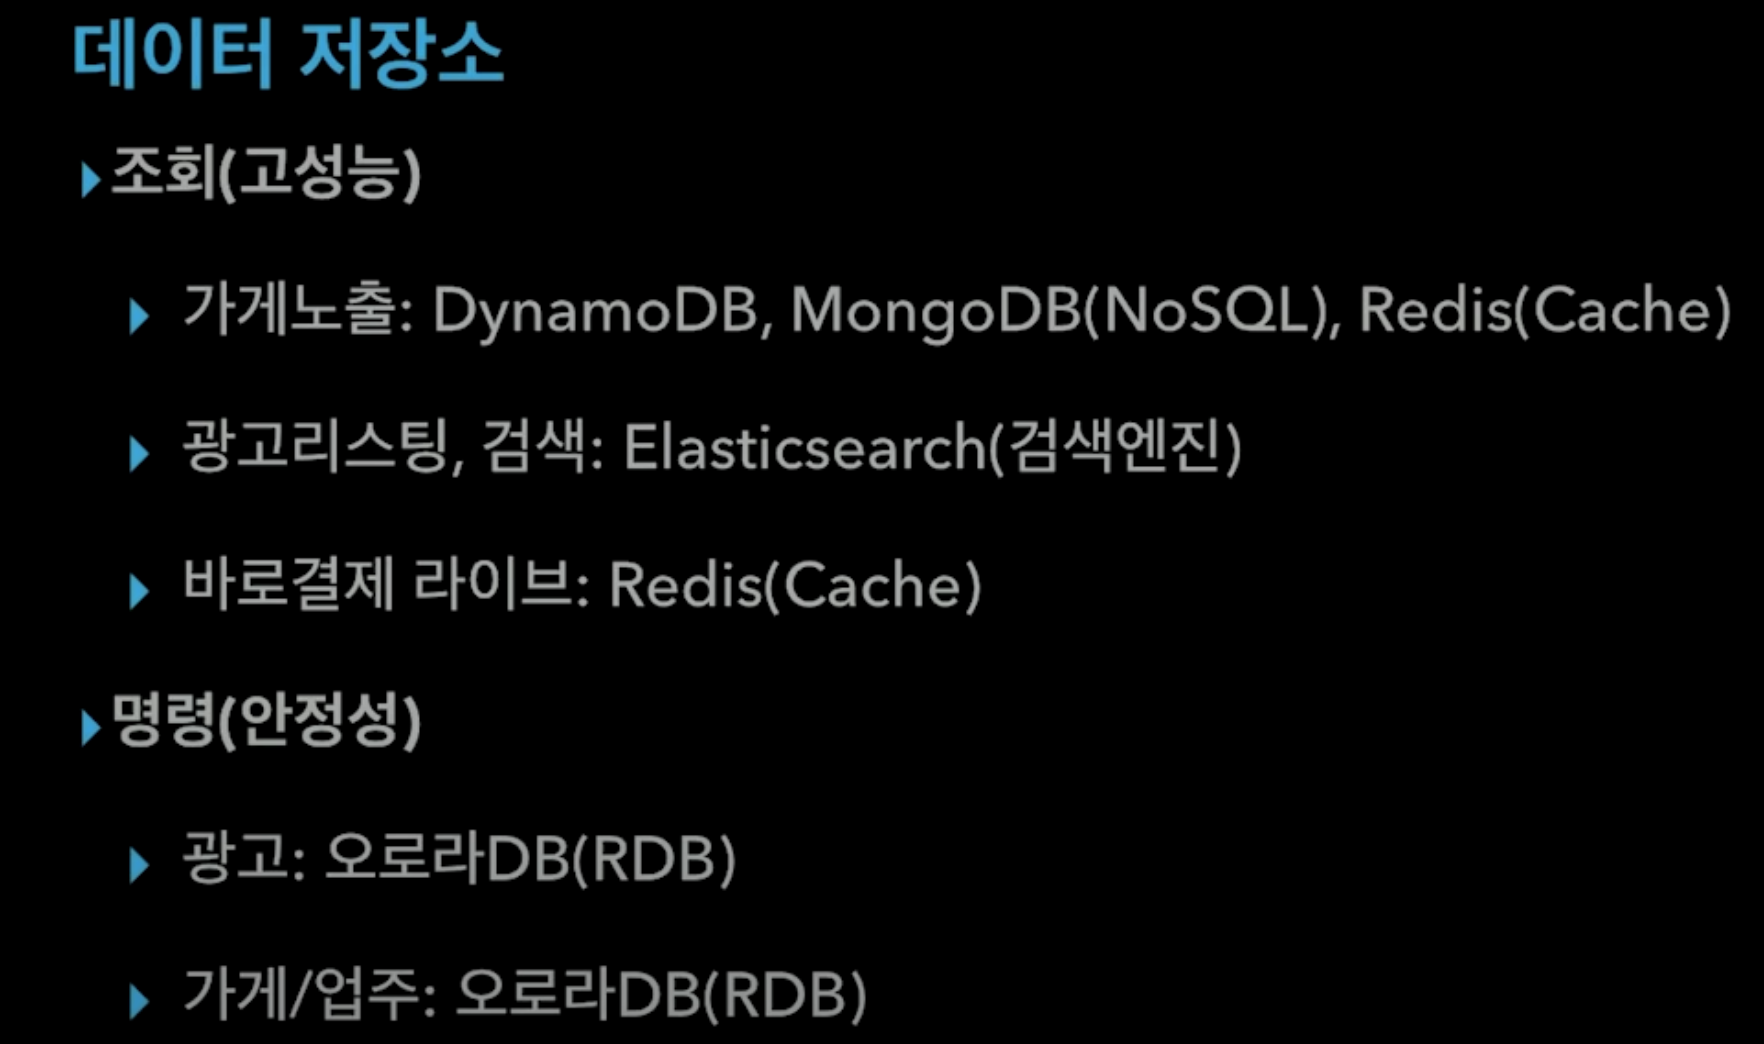 데이터 저장소
조회(고성능)
가게노출: DynamoDB, MongoDB(NoSQL), Redis(Cache)
광고리스팅, 검색: Elasticsearch(검색엔진)
바로결제 라이브: Redis(Cache)
명령(안정성)
광고: 오로라DB(RDB)
가게/업주: 오로라DB(RDB)